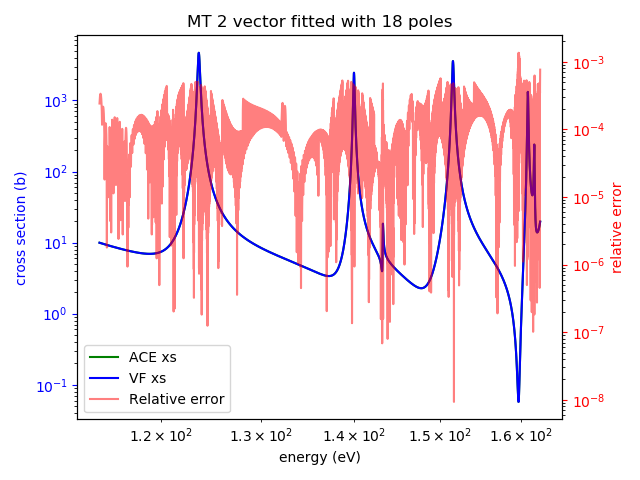 MT 2 vector fitted with 18 poles
cross section (b)
10³
10²
10¹
10⁰
10⁻¹
10⁻³
10⁻⁴
10⁻⁵
10⁻⁶
10⁻⁷
10⁻⁸
relative error
ACE xs
VF xs
Relative error
1.2 × 10² 1.3 × 10² 1.4 × 10² 1.5 × 10² 1.6 × 10²
energy (eV)